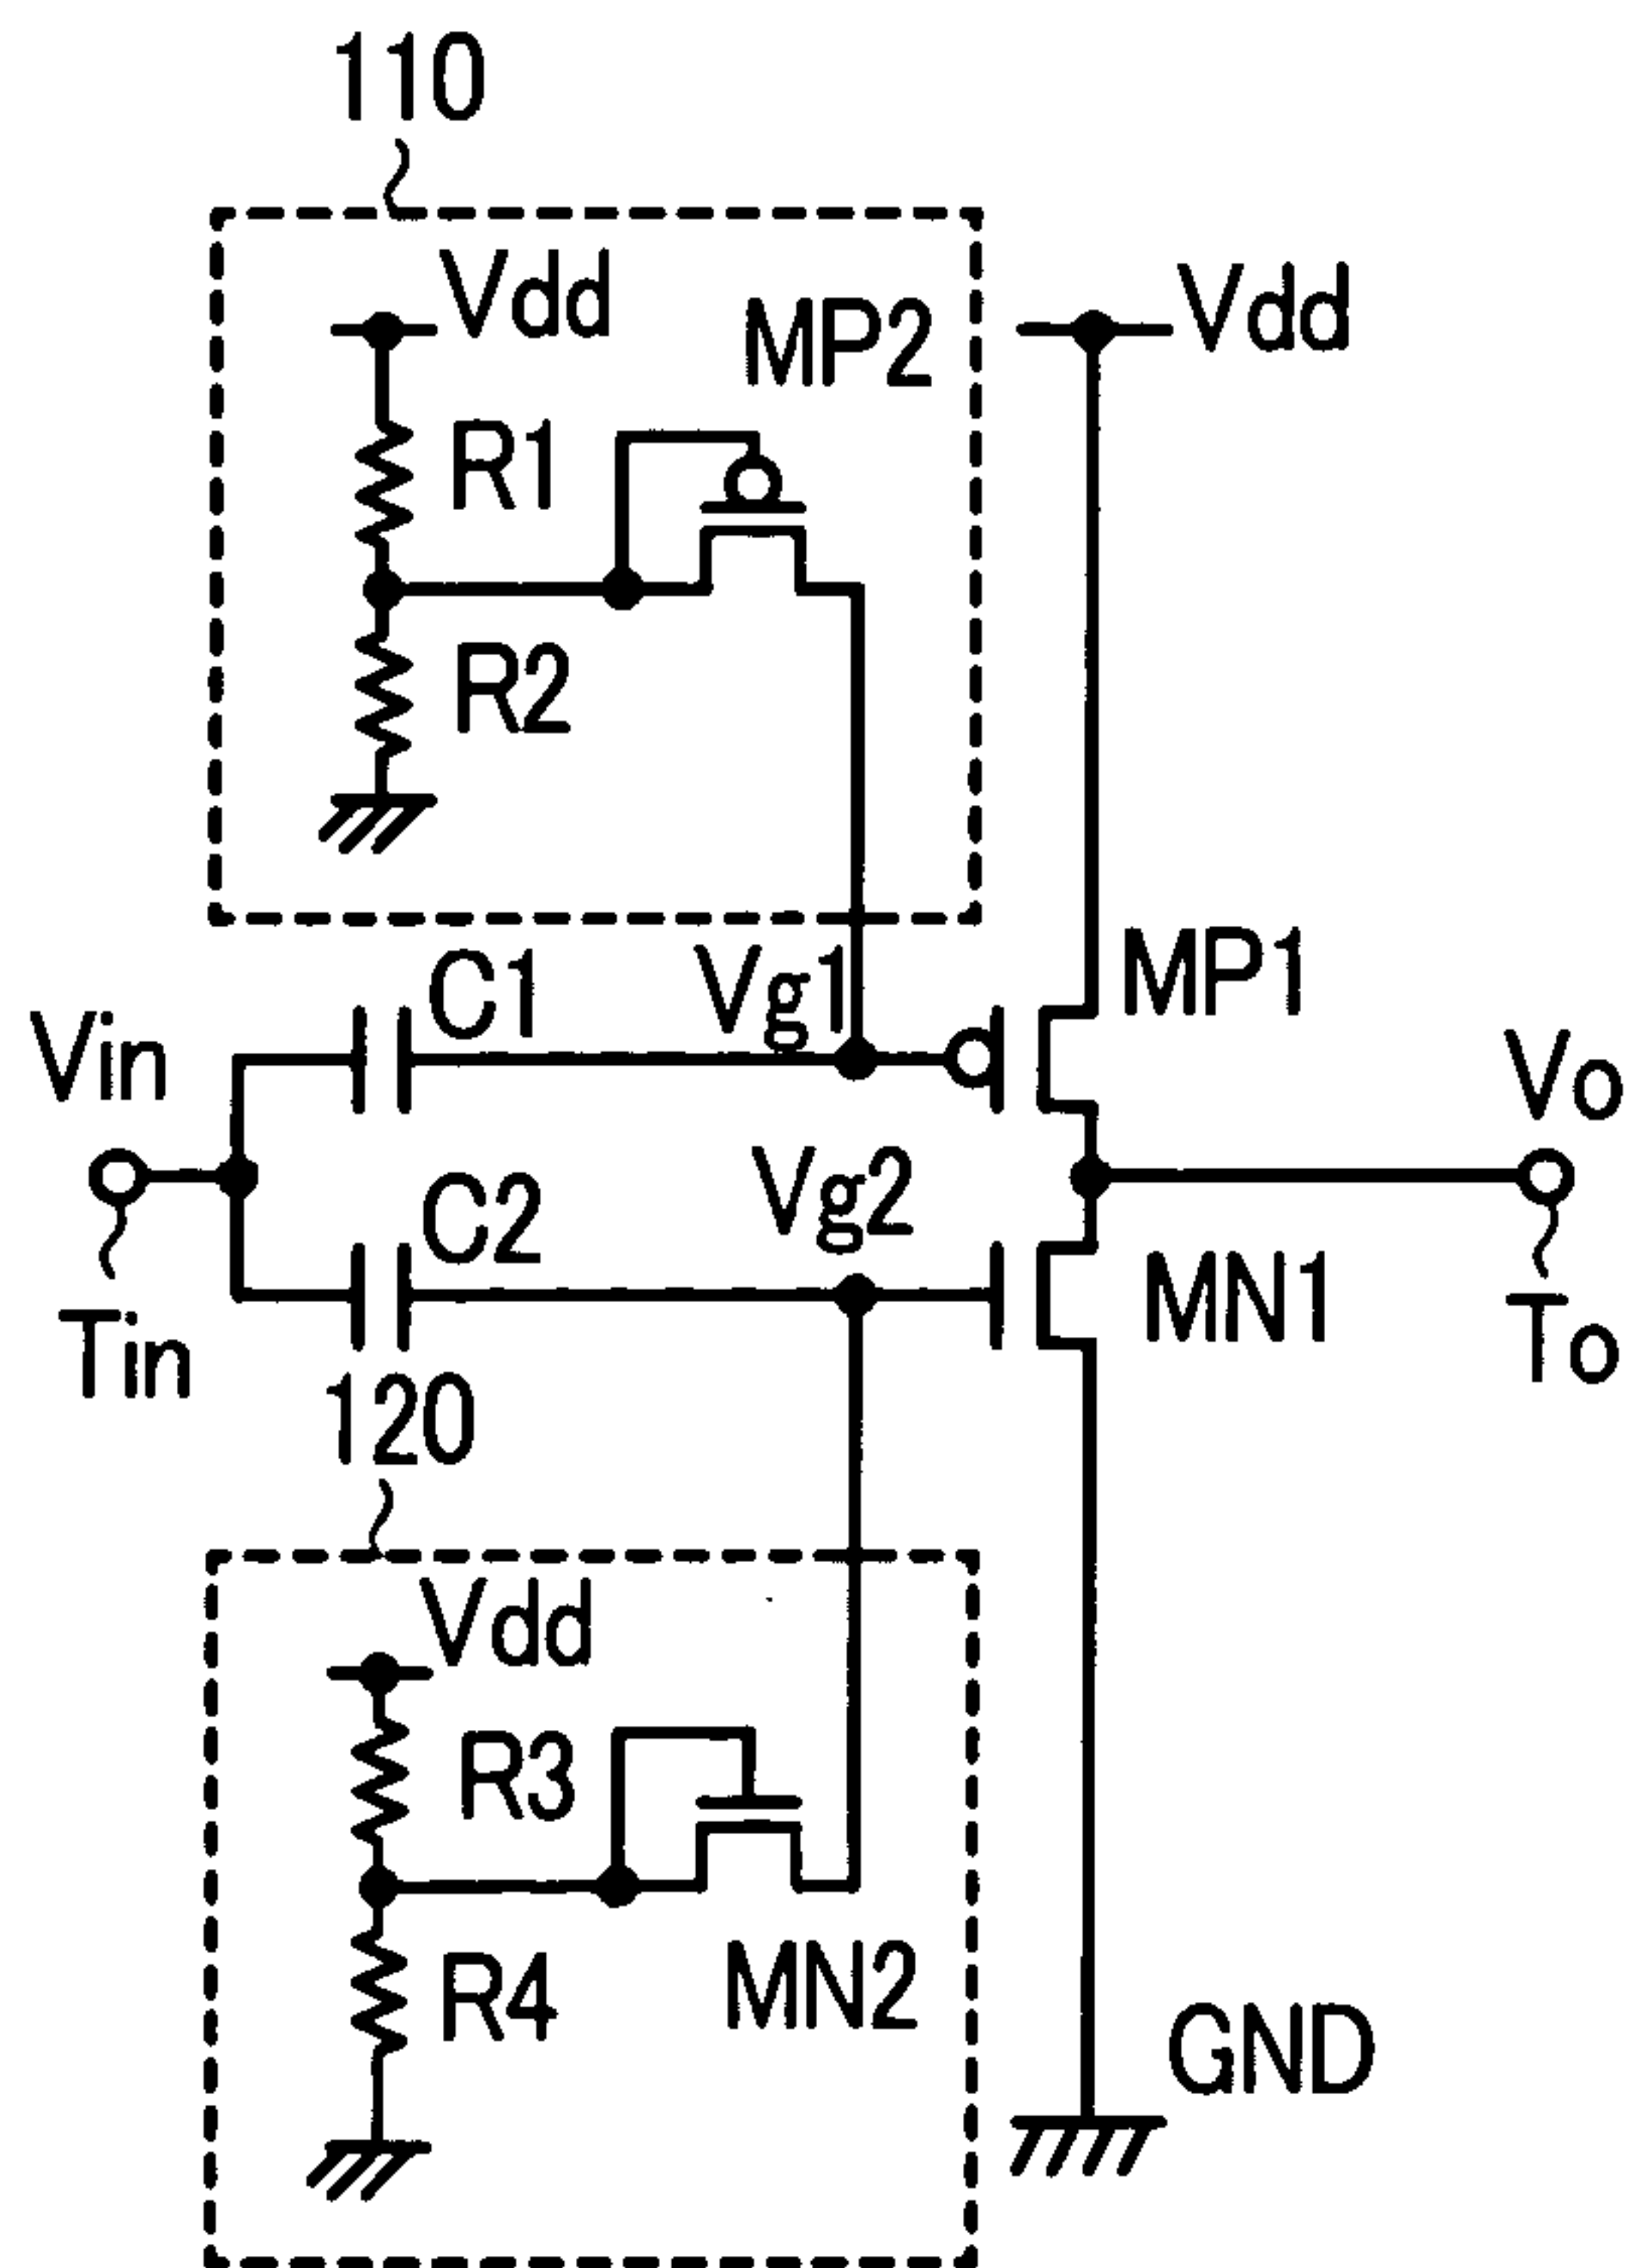 110
Vdd
Vdd
MP2
R1
R2
C1
Vg1
MP1
Vin
Vo
C2
Vg2
MN1
Tin
To
120
Vdd
R3
R4
MN2
GND